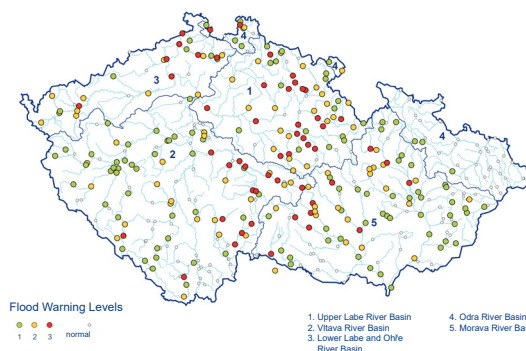 4
4
3
1
4
2
5
Flood Warning Levels
1 2 3 normal
1. Upper Labe River Basin
2. Vltava River Basin
3. Lower Labe and Ohře
River Basin
4. Odra River Basin
5. Morava River Ba